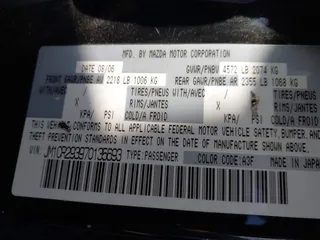 MFD. BY MAZDA MOTOR CORPORATION
DATE 08/06 GVWR/PNBV 4572 LB 2074 KG
FRONT GAWR/PNBE AV 2218 LB 1006 KG REAR GAWR/PNBE AR 2355 LB 1068 KG
WITH/AVEC TIRES/PNEUS WITH/AVEC TIRES/PNEUS
X RIMS/JANTES X RIMS/JANTES
KPA/ PSI COLD/A FROID KPA/ PSI COLD/A FROID
THIS VEHICLE CONFORMS TO ALL APPLICABLE FEDERAL MOTOR VEHICLE SAFETY, BUMPER AND
THEFT PREVENTION STANDARDS IN EFFECT ON THE DATE OF MANUFACTURE SHOWN ABOVE.
VIN: TYPE: PASSENGER COLOR CODE: A3F MADE IN JAPAN